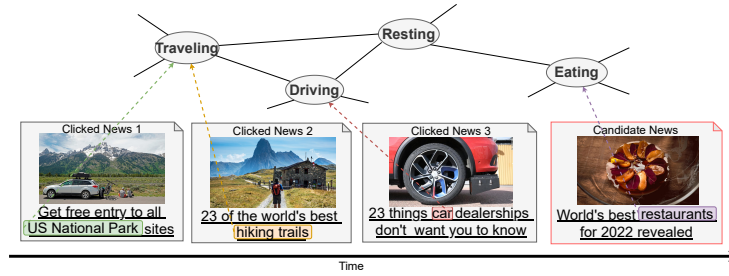 Traveling
Resting
Driving
Eating
Clicked News 1
Get free entry to all
US National Park sites
Clicked News 2
23 of the world's best
hiking trails
Clicked News 3
23 things car dealerships
don't want you to know
Candidate News
World's best restaurants
for 2022 revealed
Time